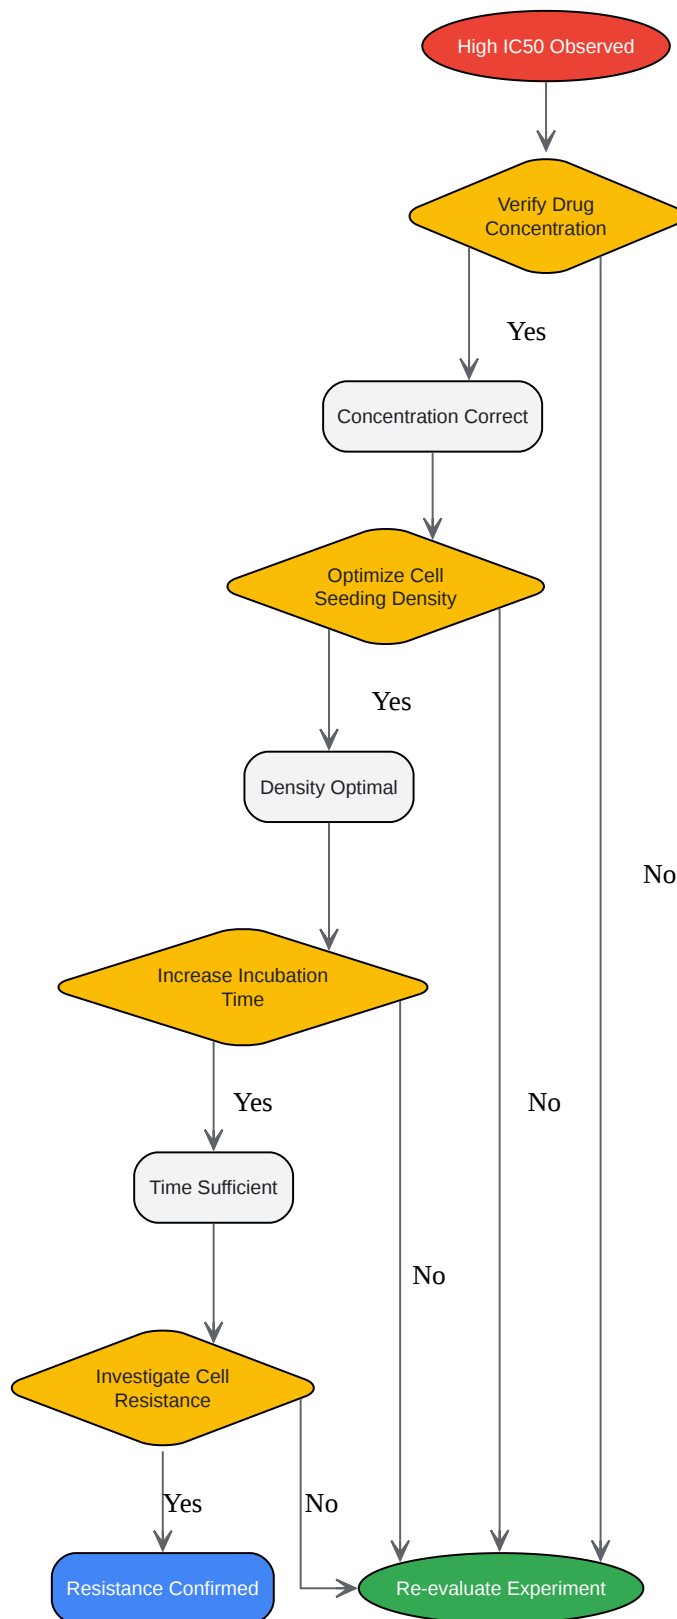 High IC50 Observed
Verify Drug
Concentration
Yes
Concentration Correct
Optimize Cell
Seeding Density
Yes
Density Optimal
No
Increase Incubation
Time
Yes
No
Time Sufficient
No
Investigate Cell
Resistance
Yes
No
Resistance Confirmed
Re-evaluate Experiment